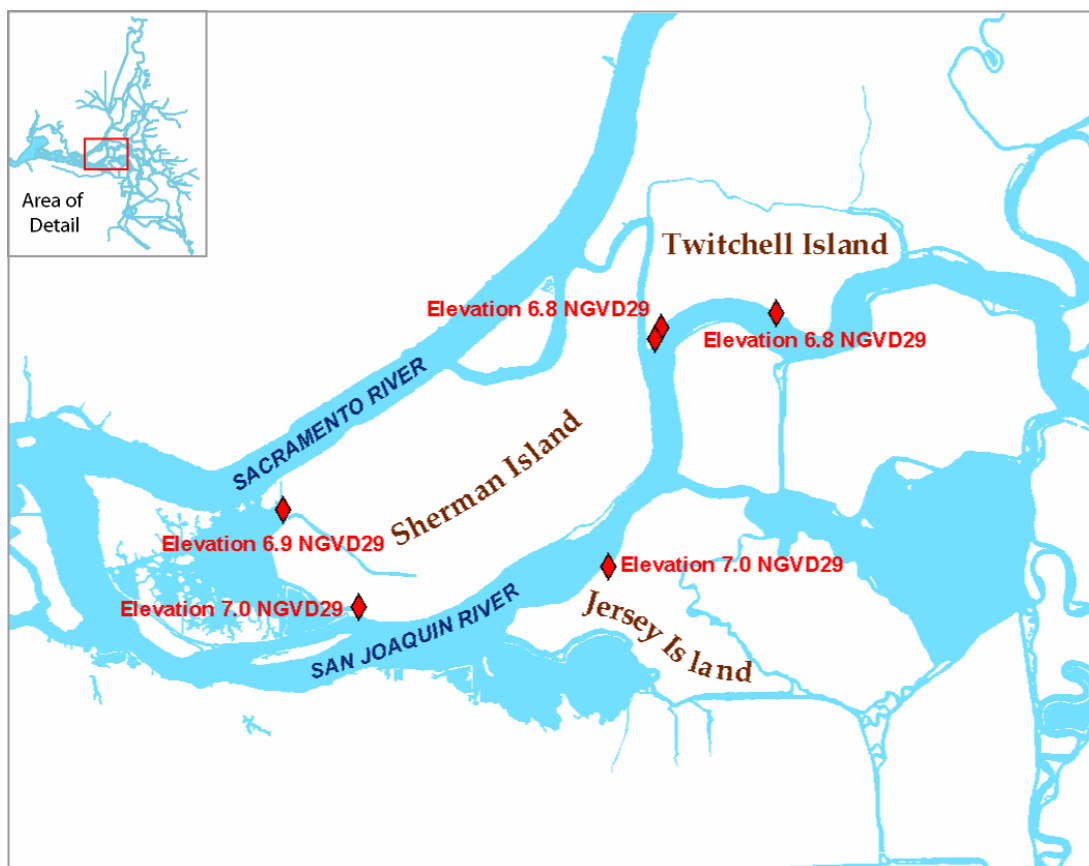 Area of
Detail
Twitchell Island
Elevation 6.8 NGVD29
Elevation 6.8 NGVD29
SACRAMENTO RIVER
Sherman Island
Elevation 6.9 NGVD29
Elevation 7.0 NGVD29
Elevation 7.0 NGVD29
Jersey Island
SAN JOAQUIN RIVER